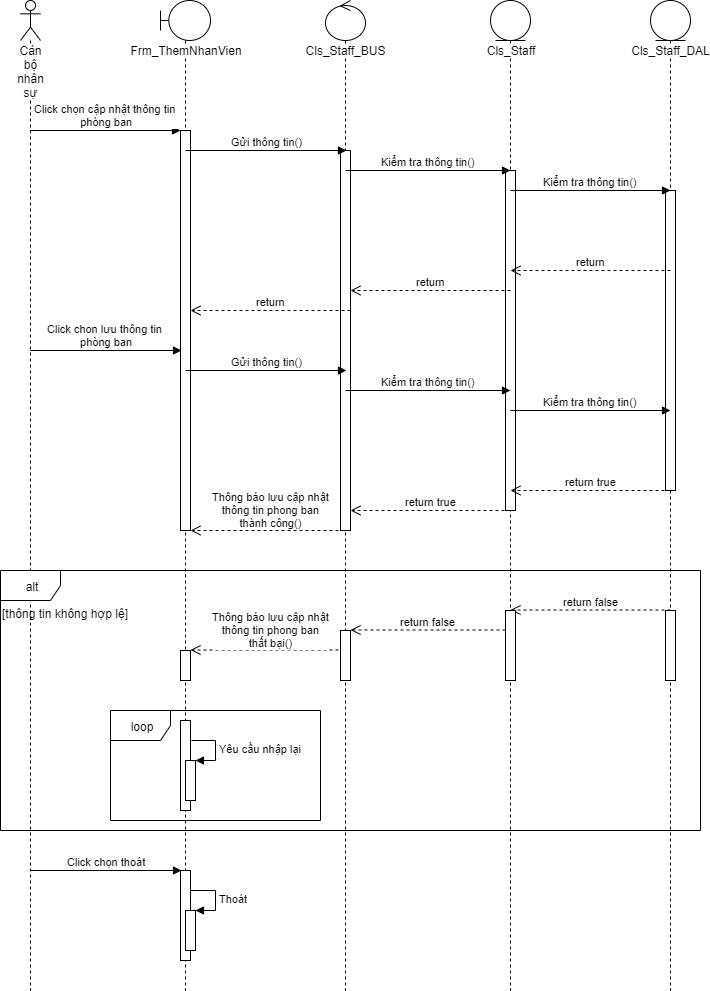 Cán
bộ
nhân
sự
Frm_ThemNhanVien
Cls_Staff_BUS
Cls_Staff
Cls_Staff_DAL
Click chọn cập nhật thông tin
phòng ban
Gửi thông tin()
Kiểm tra thông tin()
Kiểm tra thông tin()
return
return
return
Click chon lưu thông tin
phòng ban
Gửi thông tin()
Kiểm tra thông tin()
Kiểm tra thông tin()
return true
return true
Thông báo lưu cập nhật
thông tin phong ban
thành công()
alt
[thông tin không hợp lệ]
return false
return false
Thông báo lưu cập nhật
thông tin phong ban
thất bại()
loop
Yêu cầu nhập lại
Click chọn thoát
Thoát